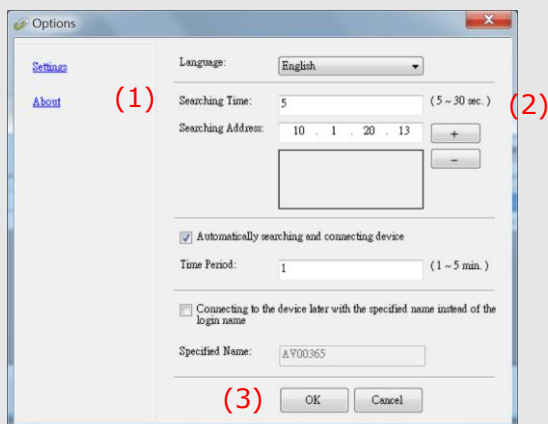 Options
Settings
About
Language:
English
(1)
Searching Time:
5
(5 ~ 30 sec.)
(2)
Searching Address:
10 . 1 . 20 . 13
+
−
Automatically searching and connecting device
Time Period:
1
(1 ~ 5 min.)
Connecting to the device later with the specified name instead of the
login name
Specified Name:
AV00365
(3)
OK
Cancel